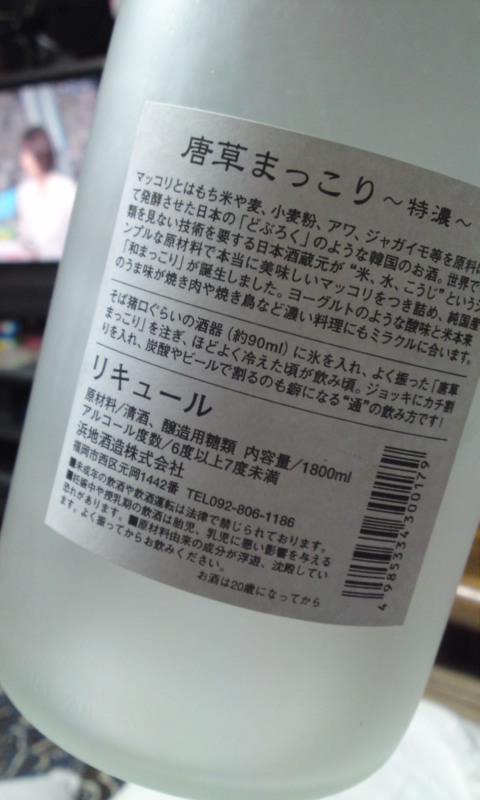 唐草まっこり～特濃～
マッコリとはもち米や麦、小麦粉、アワ、ジャガイモ等を原料に
て発酵させた日本の「どぶろく」のような韓国のお酒。世界で
類を見ない技術を要する日本酒蔵元が“米、水、こうじ”というシ
ンプルな原材料で本当に美味しいマッコリをつき詰め、純国産
「和まっこり」が誕生しました。ヨーグルトのような酸味と米本来
のうま味が焼き肉や焼き鳥など濃い料理にもミラクルに合います。
そば猪口ぐらいの酒器（約90ml）に氷を入れ、よく振った「唐草
まっこり」を注ぎ、ほどよく冷えた頃が飲み頃。ジョッキにカチ割
りを入れ、炭酸やビールで割るのも癖になる“通”の飲み方です!
リキュール
原材料/清酒、醸造用糖類 内容量/1800ml
アルコール度数/6度以上7度未満
浜地酒造株式会社
福岡市西区元岡1442番 TEL092-806-1186
■未成年の飲酒や飲酒運転は法律で禁じられております。
■妊娠中や授乳期の飲酒は胎児、乳児に悪い影響を与える
恐れがあります。■原材料由来の成分が浮遊、沈殿してい
ます。よく振ってからお飲みください。
お酒は20歳になってから
4985334300179